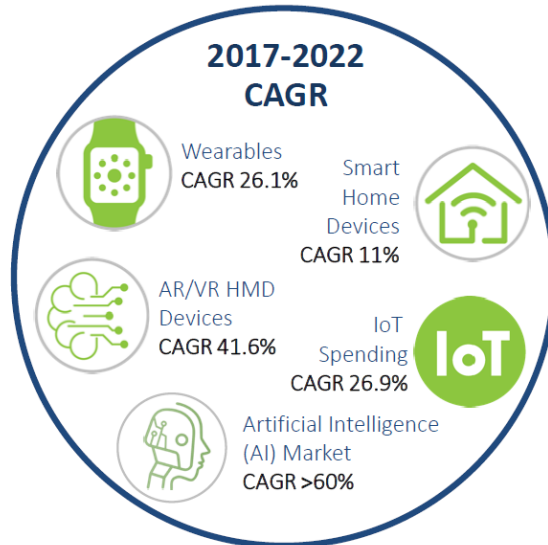 2017-2022
CAGR
Wearables
CAGR 26.1%
Smart
Home
Devices
CAGR 11%
AR/VR HMD
Devices
CAGR 41.6%
IoT
Spending
CAGR 26.9%
IoT
Artificial Intelligence
(AI) Market
CAGR >60%